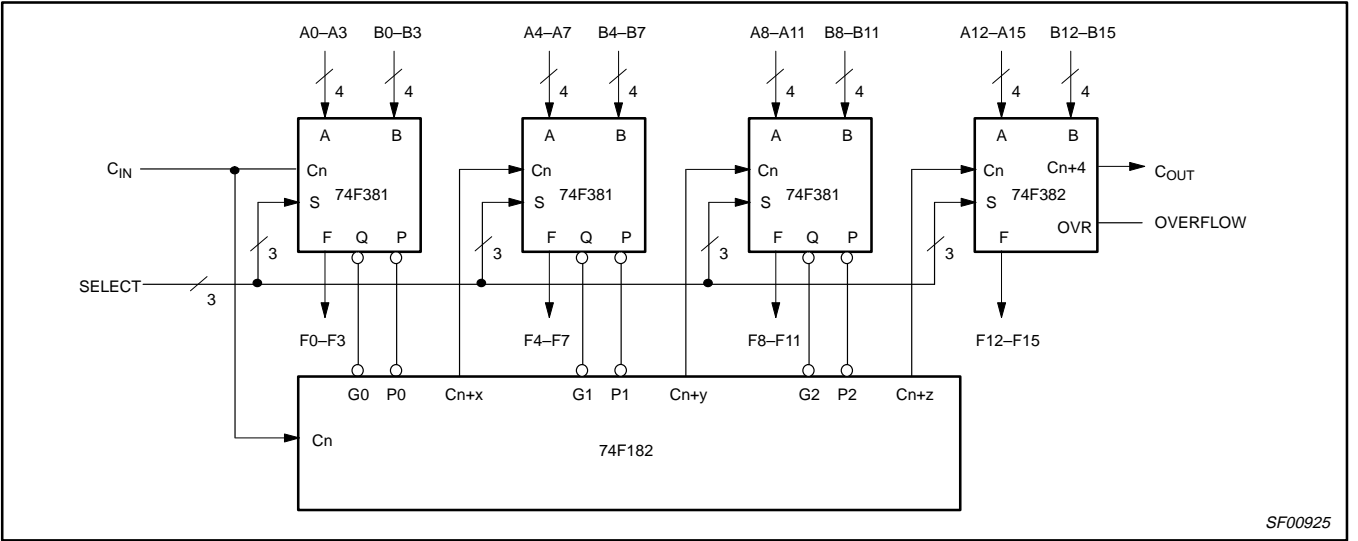 A0–A3 B0–B3 A4–A7 B4–B7 A8–A11 B8–B11 A12–A15 B12–B15
4 4 4 4 4 4 4 4
A B A B A B A B
CIN Cn Cn Cn Cn Cn+4 COUT
74F381 74F381 74F381 74F382
S S S S
OVR OVERFLOW
F Q P F Q P F Q P F
3 3 3 3
SELECT 3
F0–F3 F4–F7 F8–F11 F12–F15
G0 P0 Cn+x G1 P1 Cn+y G2 P2 Cn+z
Cn
74F182
SF00925